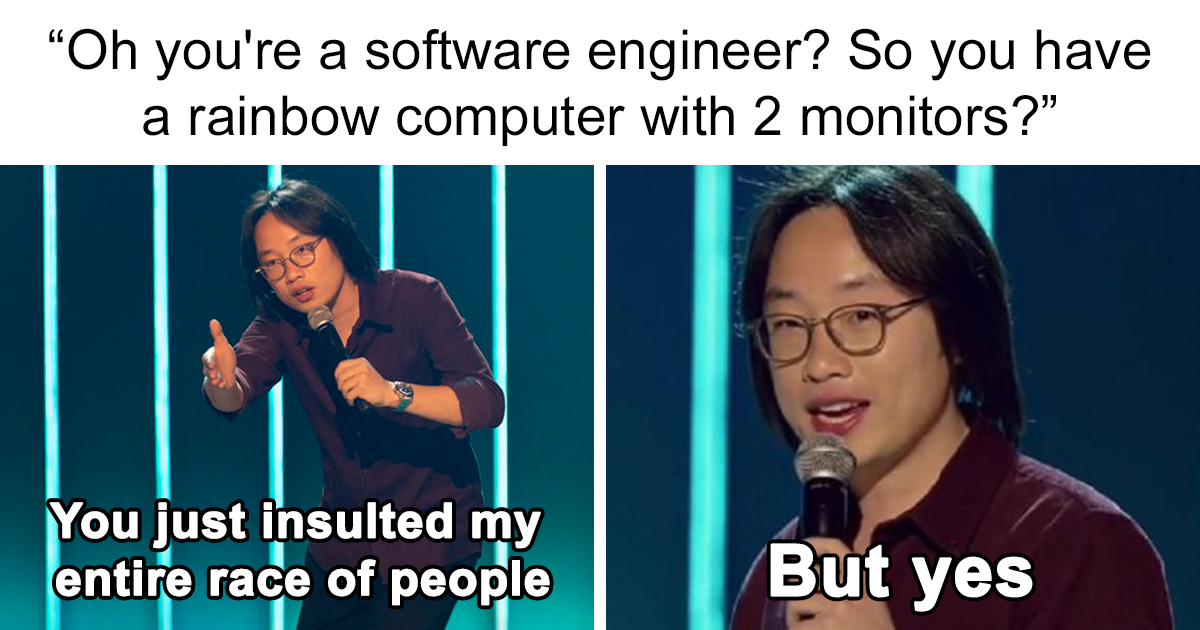 “Oh you're a software engineer? So you have
a rainbow computer with 2 monitors?”
You just insulted my
entire race of people
But yes